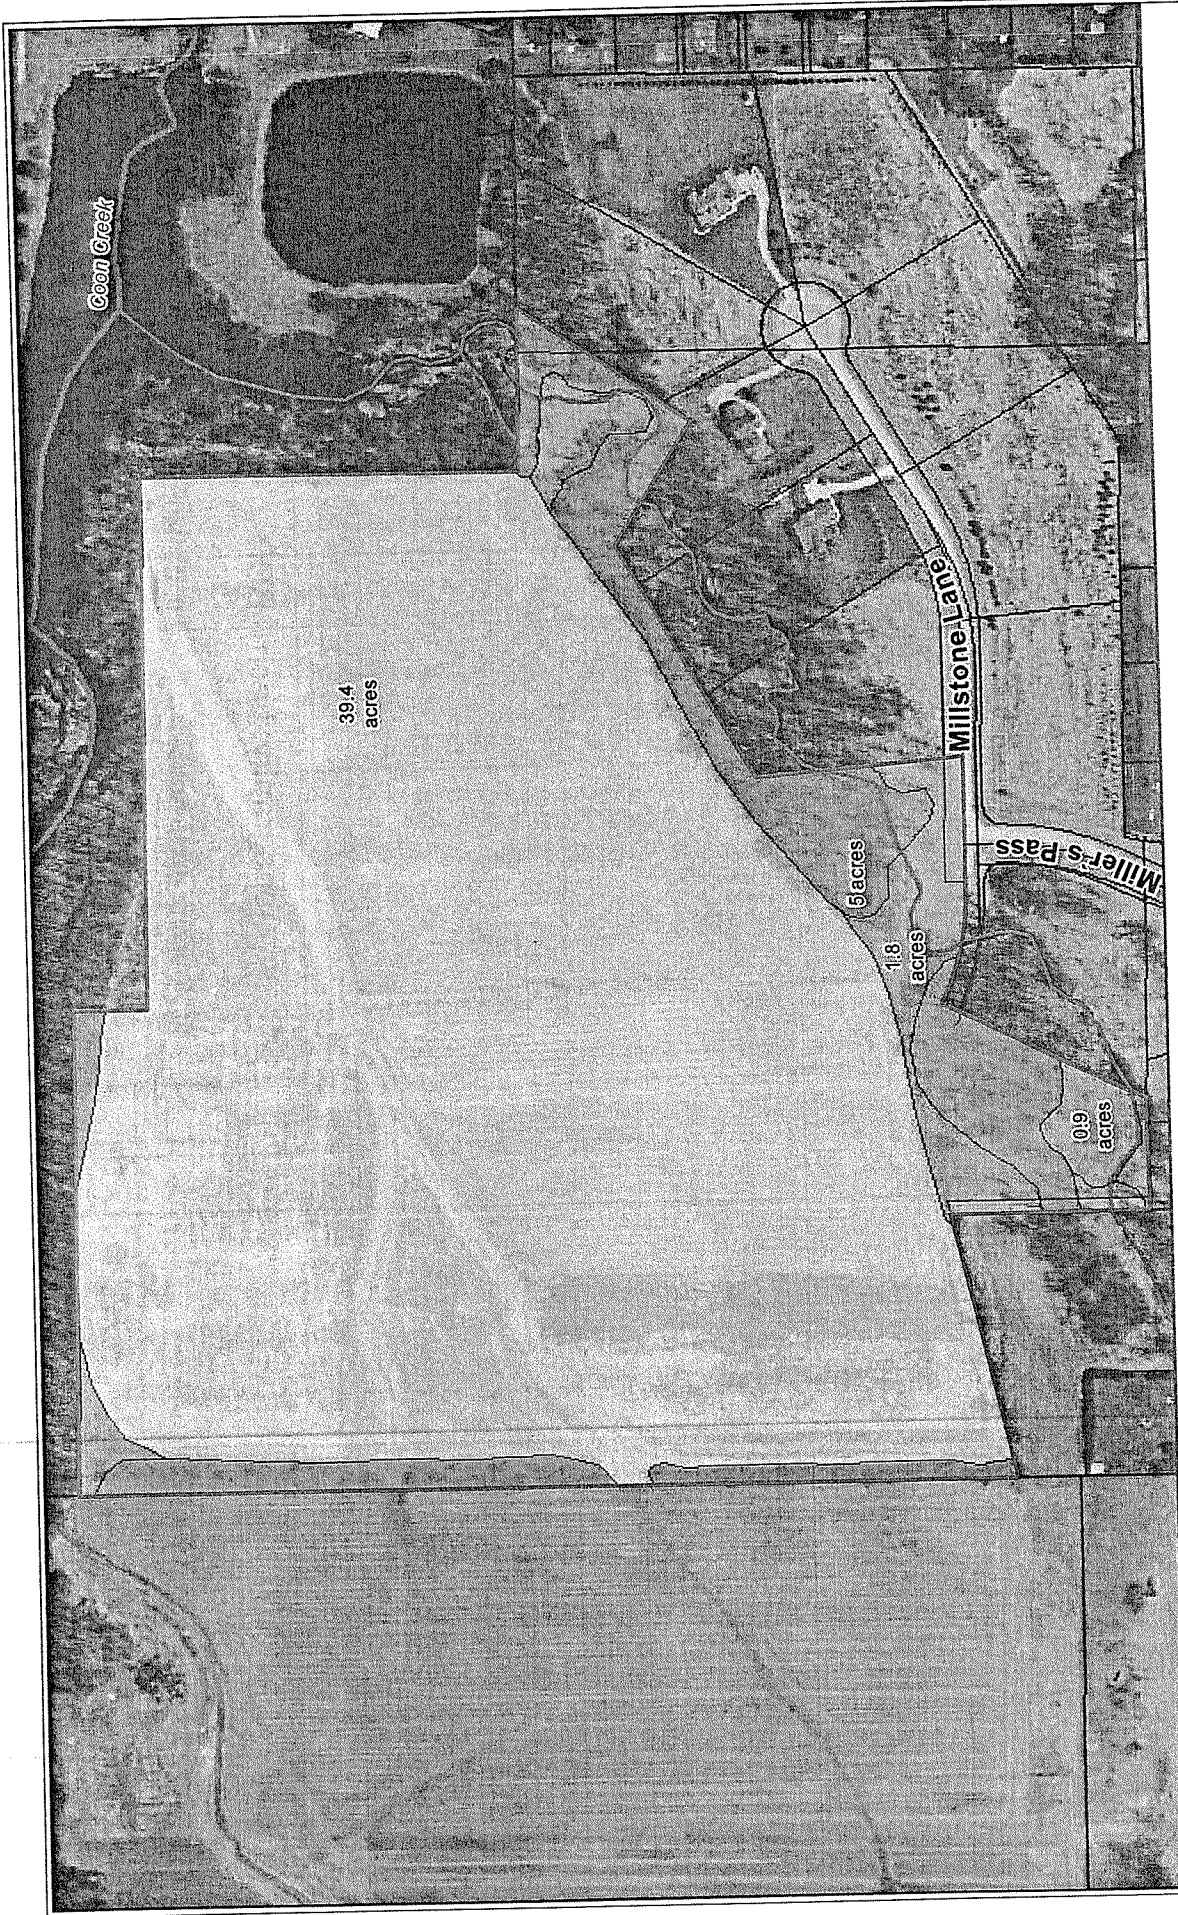 Coon Creek
39.4
acres
Millstone Lane
5 acres
1.8
acres
Miller's Pass
0.9
acres